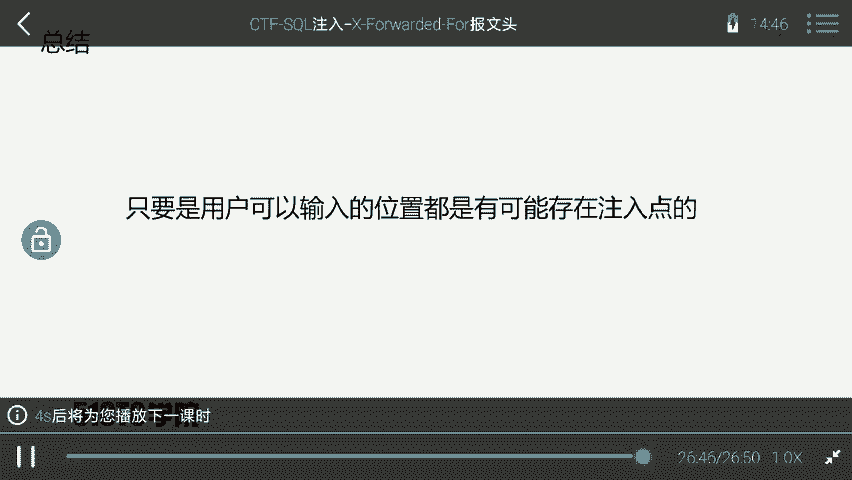 CTF-SQL注入-X-Forwarded-For报文头
14:46
总结
只要是用户可以输入的位置都是有可能存在注入点的
4s后将为您播放下一课时
26:46/26:50 1.0X